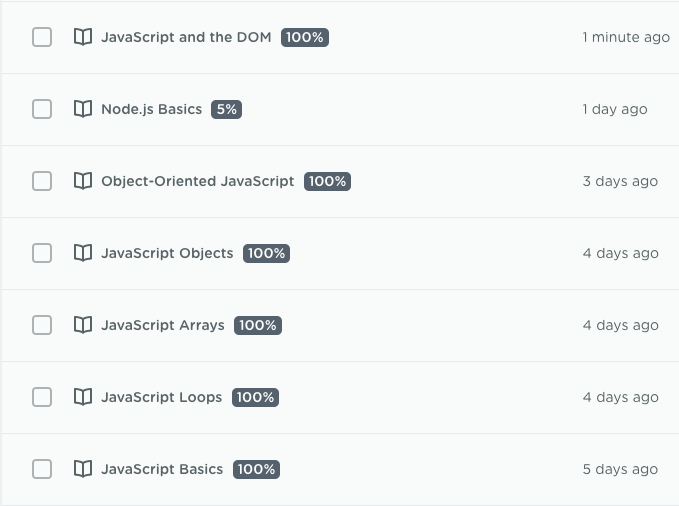 JavaScript and the DOM 100% 1 minute ago
Node.js Basics 5% 1 day ago
Object-Oriented JavaScript 100% 3 days ago
JavaScript Objects 100% 4 days ago
JavaScript Arrays 100% 4 days ago
JavaScript Loops 100% 4 days ago
JavaScript Basics 100% 5 days ago